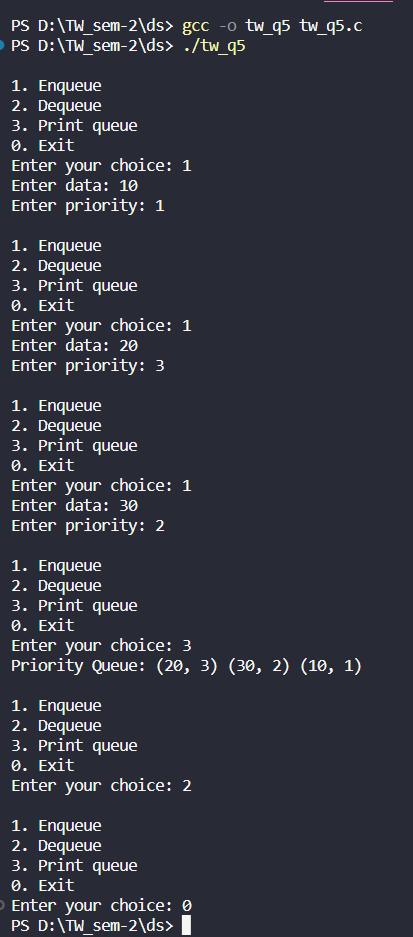 PS D:\TW_sem-2\ds> gcc -o tw_q5 tw_q5.c
PS D:\TW_sem-2\ds> ./tw_q5
1. Enqueue
2. Dequeue
3. Print queue
0. Exit
Enter your choice: 1
Enter data: 10
Enter priority: 1
1. Enqueue
2. Dequeue
3. Print queue
0. Exit
Enter your choice: 1
Enter data: 20
Enter priority: 3
1. Enqueue
2. Dequeue
3. Print queue
0. Exit
Enter your choice: 1
Enter data: 30
Enter priority: 2
1. Enqueue
2. Dequeue
3. Print queue
0. Exit
Enter your choice: 3
Priority Queue: (20, 3) (30, 2) (10, 1)
1. Enqueue
2. Dequeue
3. Print queue
0. Exit
Enter your choice: 2
1. Enqueue
2. Dequeue
3. Print queue
0. Exit
Enter your choice: 0
PS D:\TW_sem-2\ds>